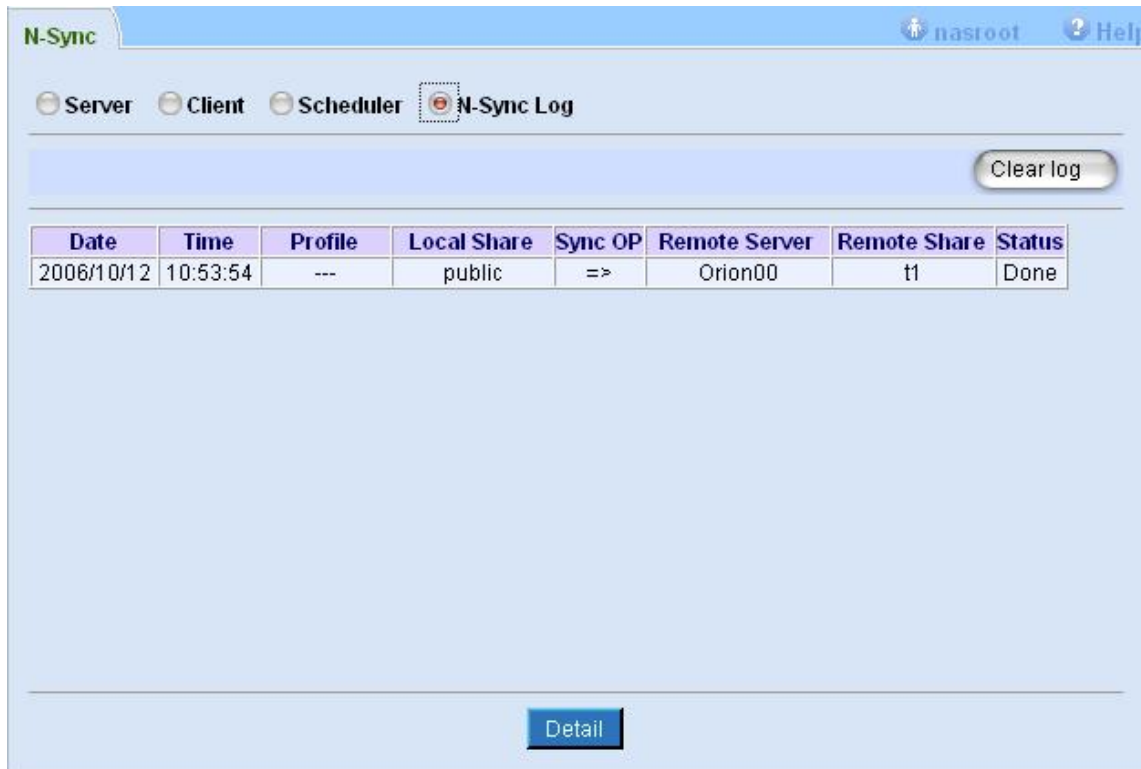 N-Sync nasroot Help
Server Client Scheduler N-Sync Log
Clear log
Date Time Profile Local Share Sync OP Remote Server Remote Share Status
2006/10/12 10:53:54 --- public => Orion00 t1 Done
Detail